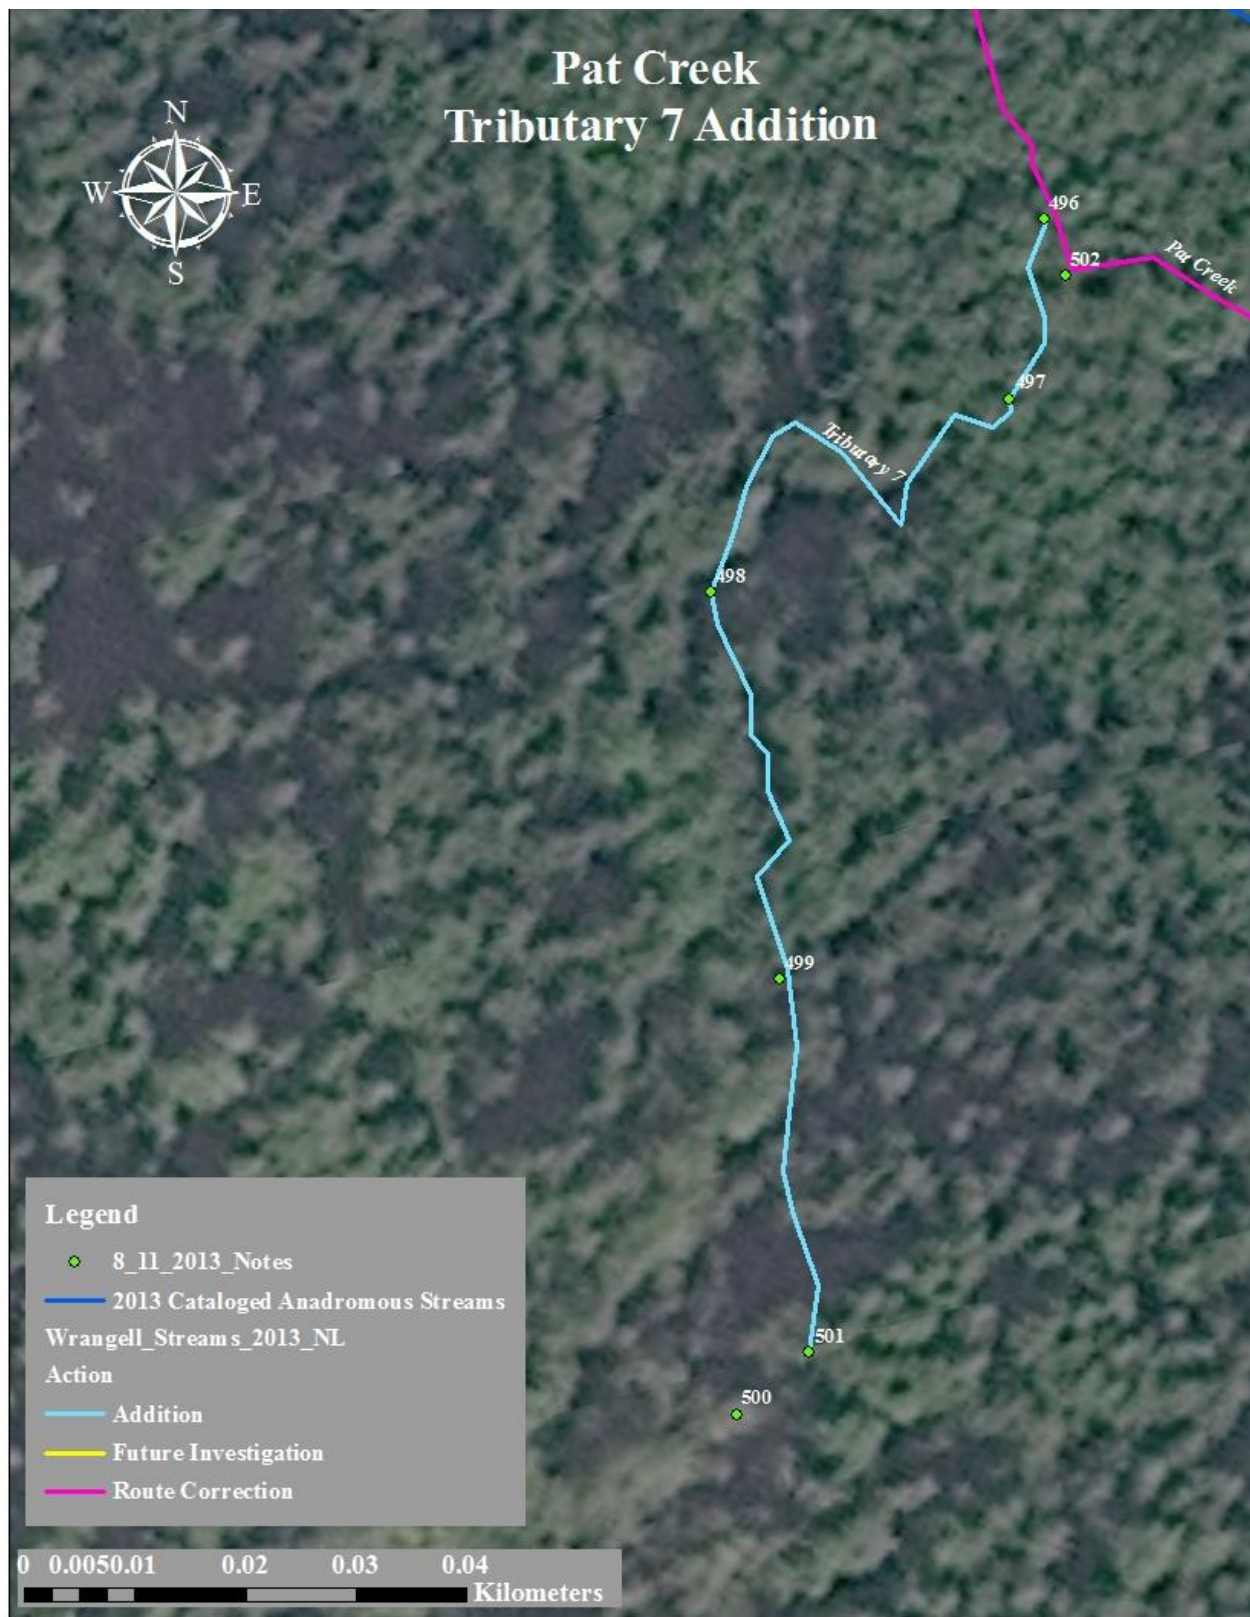 Pat Creek
Tributary 7 Addition
N
W E
S
496
502
Pat Creek
497
Tributary 7
498
499
501
500
Legend
8_11_2013_Notes
2013 Cataloged Anadromous Streams
Wrangell_Streams_2013_NL
Action
Addition
Future Investigation
Route Correction
0 0.0050.01 0.02 0.03 0.04
Kilometers